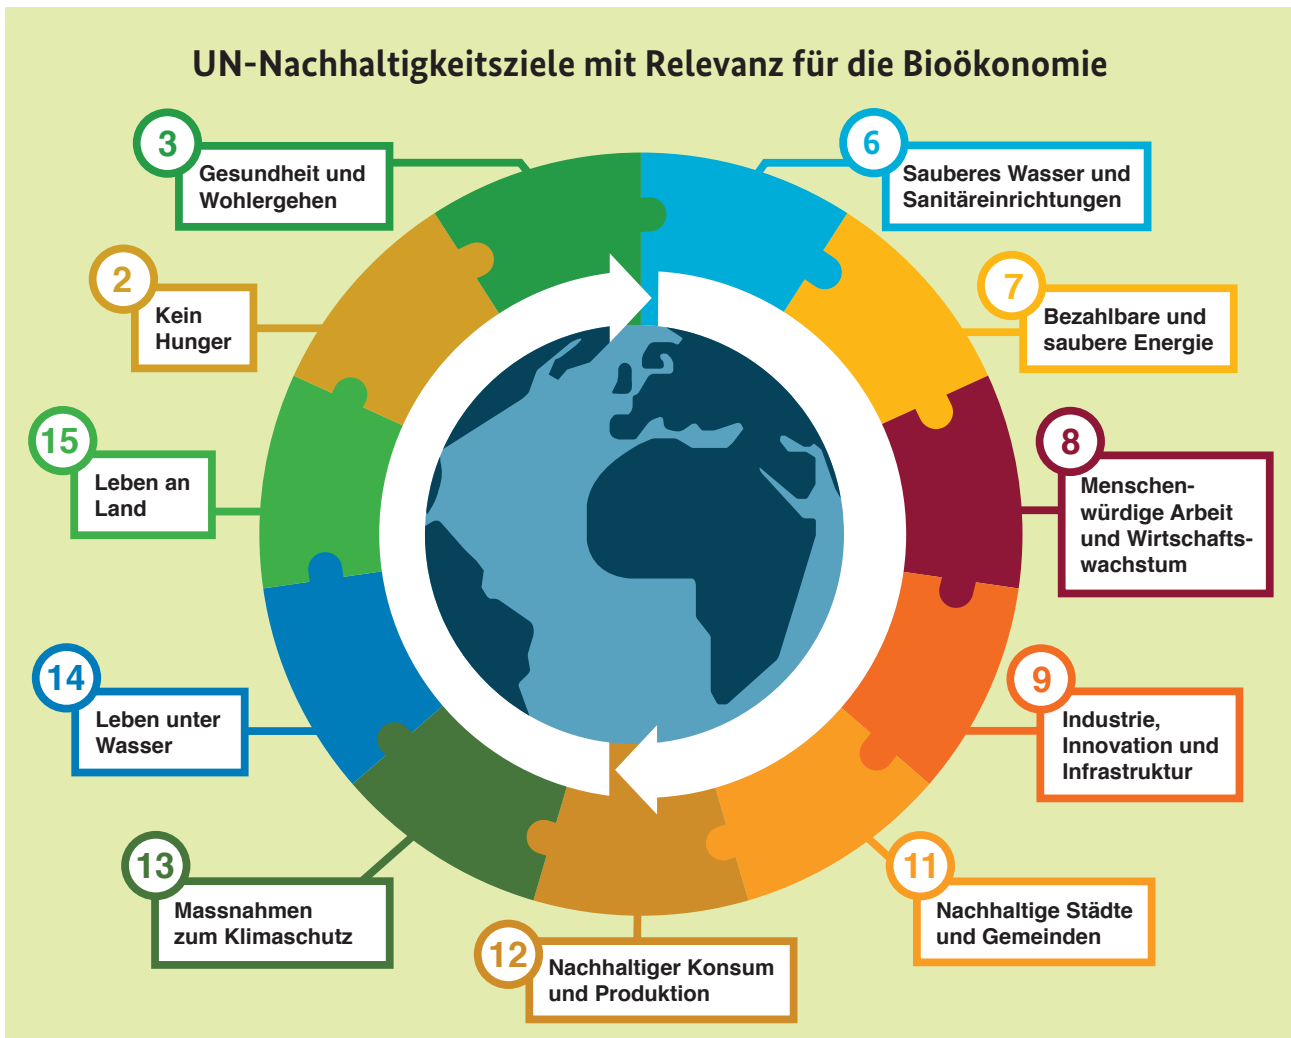 UN-Nachhaltigkeitsziele mit Relevanz für die Bioökonomie
3
Gesundheit und
Wohlergehen
6
Sauberes Wasser und
Sanitäreinrichtungen
2
Kein
Hunger
7
Bezahlbare und
saubere Energie
15
Leben an
Land
8
Menschen-
würdige Arbeit
und Wirtschafts-
wachstum
14
Leben unter
Wasser
9
Industrie,
Innovation und
Infrastruktur
13
Massnahmen
zum Klimaschutz
11
Nachhaltige Städte
und Gemeinden
12
Nachhaltiger Konsum
und Produktion